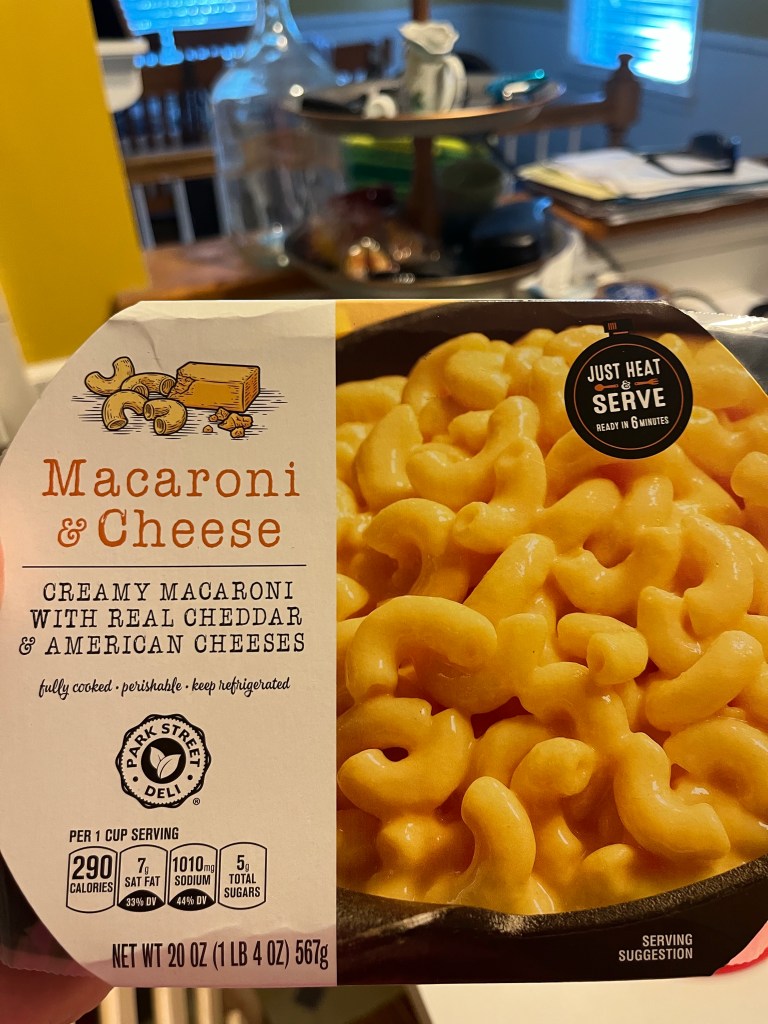 JUST HEAT
&
SERVE
READY IN 6 MINUTES
Macaroni
& Cheese
CREAMY MACARONI
WITH REAL CHEDDAR
& AMERICAN CHEESES
fully cooked • perishable • keep refrigerated
PARK STREET
• DELI •
®
PER 1 CUP SERVING
290
CALORIES
7g
SAT FAT
33% DV
1010mg
SODIUM
44% DV
5g
TOTAL
SUGARS
NET WT 20 OZ (1 LB 4 OZ) 567g
SERVING
SUGGESTION